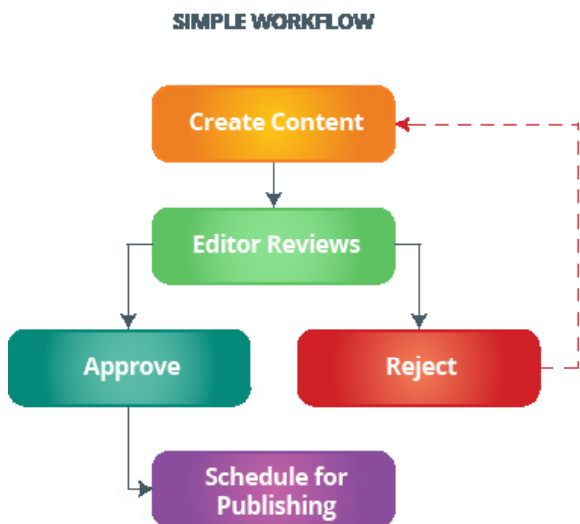 SIMPLE WORKFLOW
Create Content
Editor Reviews
Approve
Reject
Schedule for
Publishing